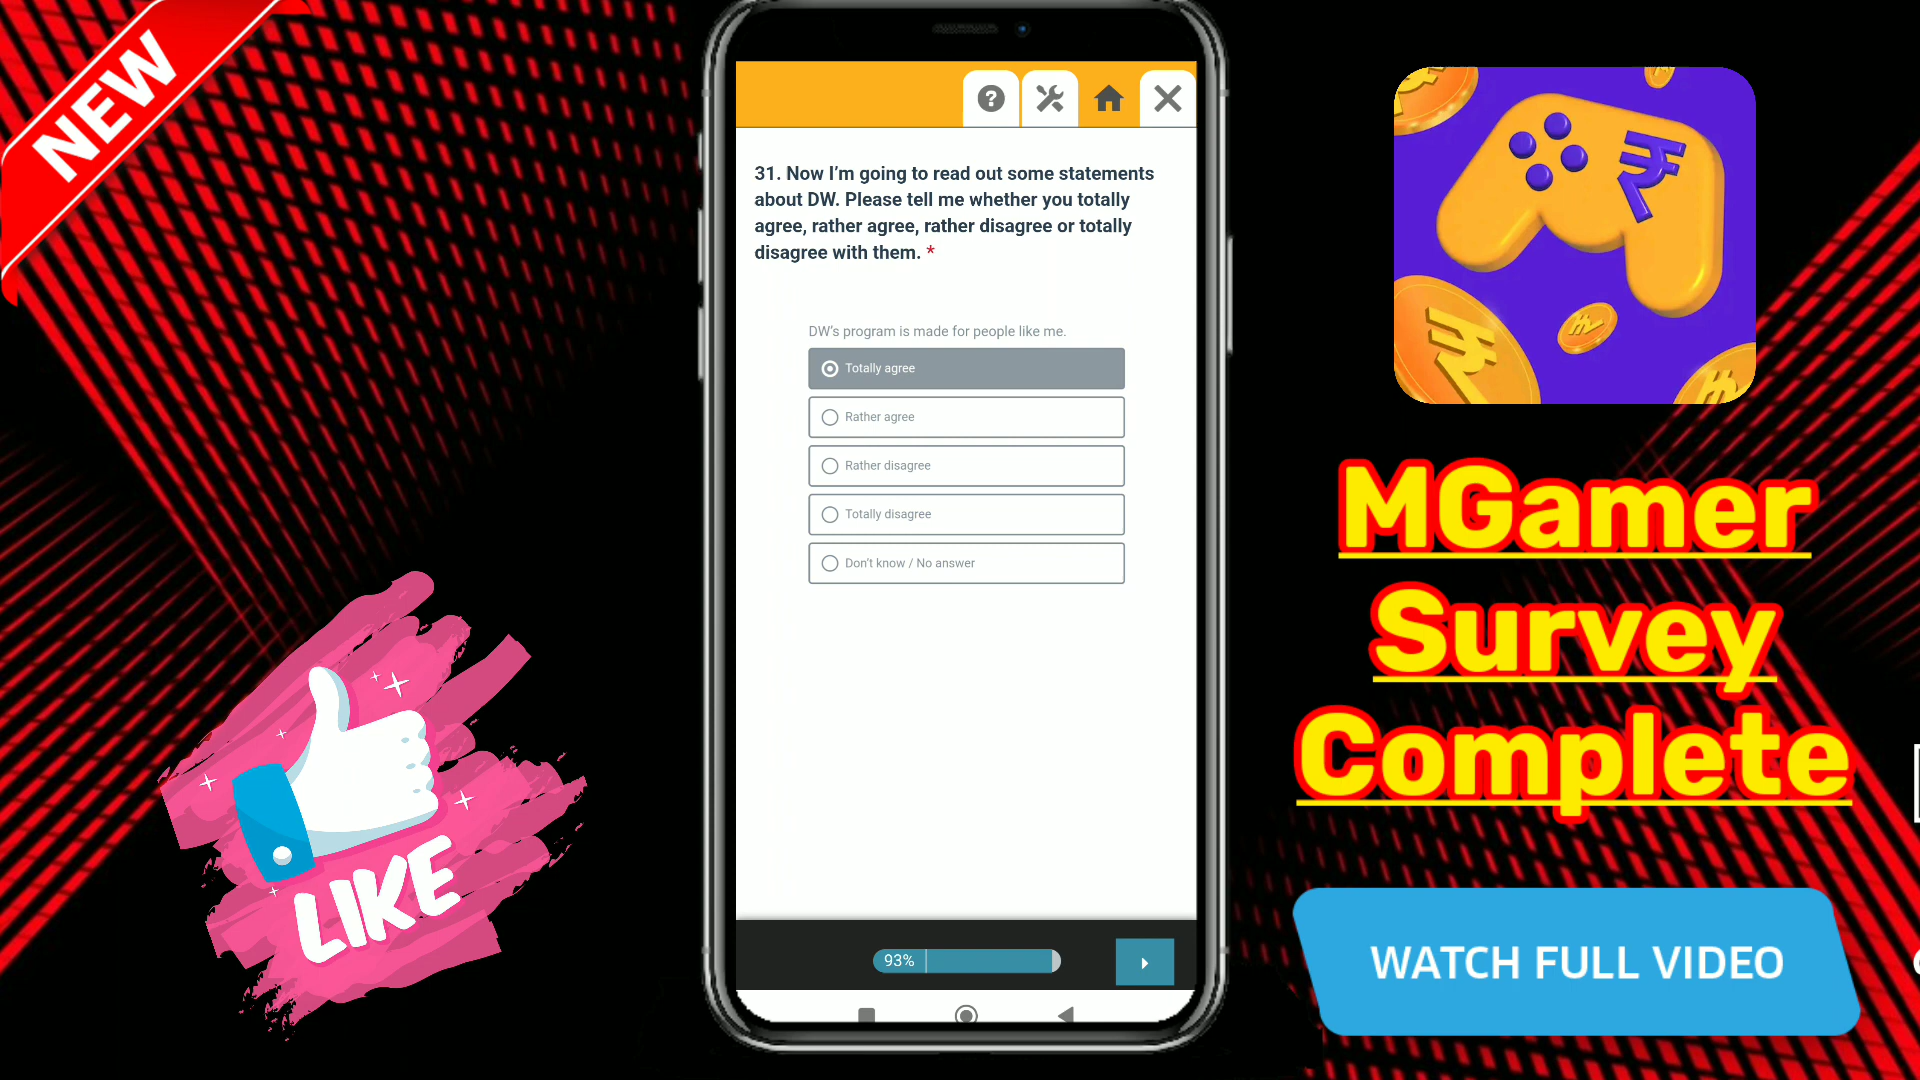 NEW
31. Now I'm going to read out some statements
about DW. Please tell me whether you totally
agree, rather agree, rather disagree or totally
disagree with them. *
DW's program is made for people like me.
Totally agree
Rather agree
Rather disagree
Totally disagree
Don't know / No answer
93%
LIKE
MGamer
Survey
Complete
WATCH FULL VIDEO